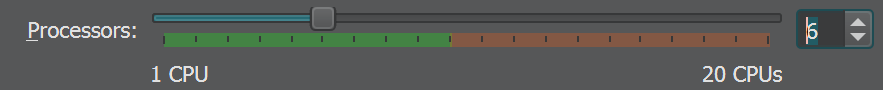 Processors:
6
1 CPU
20 CPUs